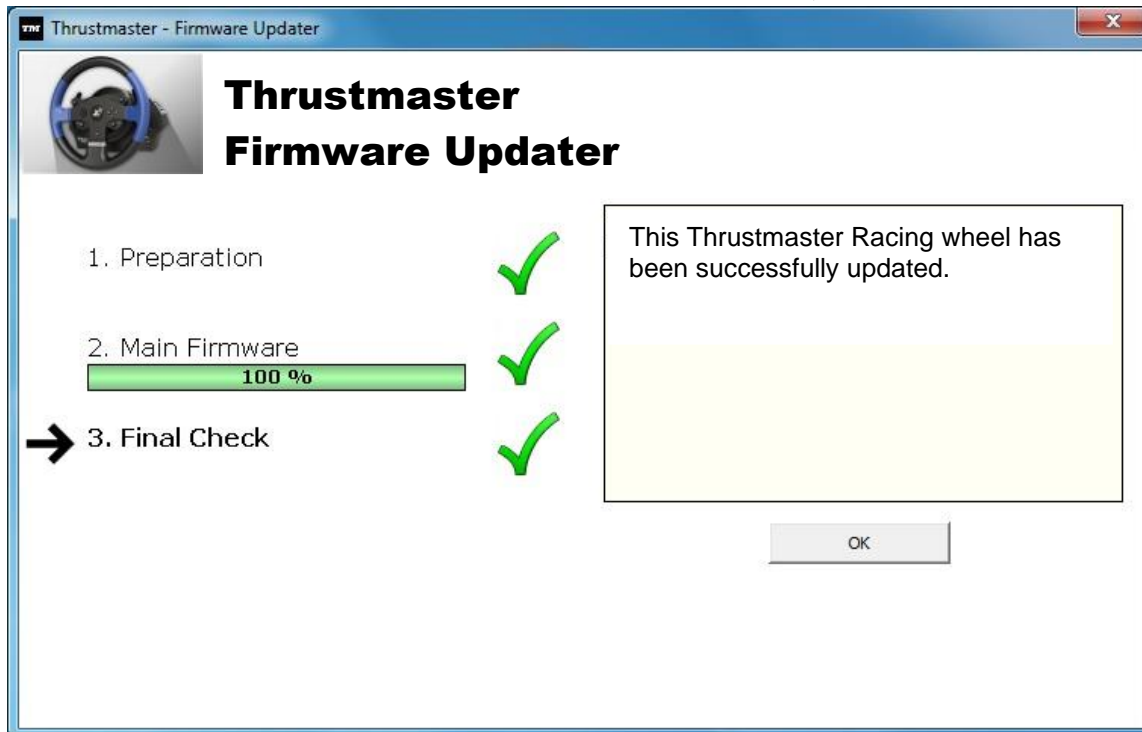 TM Thrustmaster - Firmware Updater
Thrustmaster
Firmware Updater
1. Preparation
2. Main Firmware
100 %
3. Final Check
This Thrustmaster Racing wheel has
been successfully updated.
OK